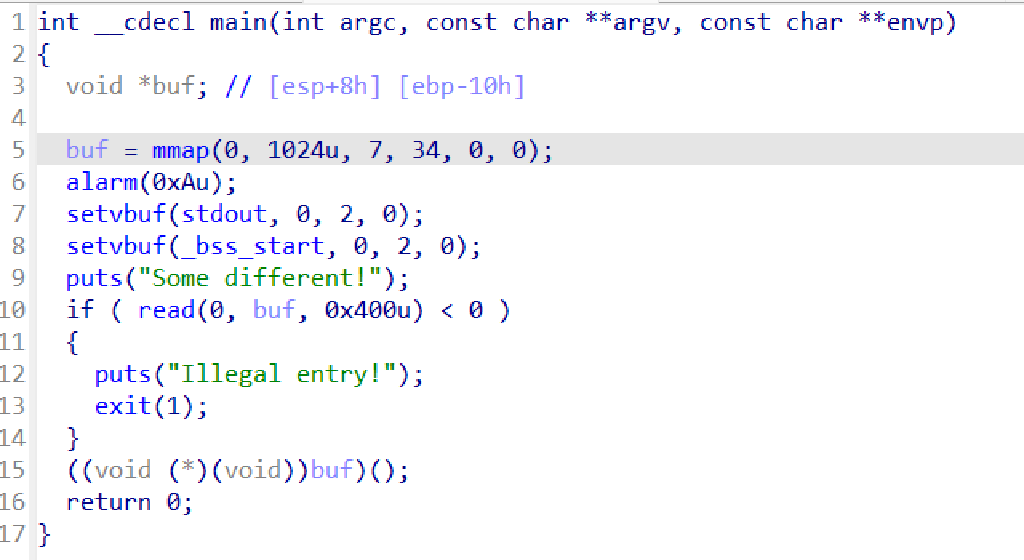 1 int __cdecl main(int argc, const char **argv, const char **envp)
2 {
3   void *buf; // [esp+8h] [ebp-10h]
4
5   buf = mmap(0, 1024u, 7, 34, 0, 0);
6   alarm(0xAu);
7   setvbuf(stdout, 0, 2, 0);
8   setvbuf(_bss_start, 0, 2, 0);
9   puts("Some different!");
10   if ( read(0, buf, 0x400u) < 0 )
11   {
12     puts("Illegal entry!");
13     exit(1);
14   }
15   ((void (*)(void))buf)();
16   return 0;
17 }